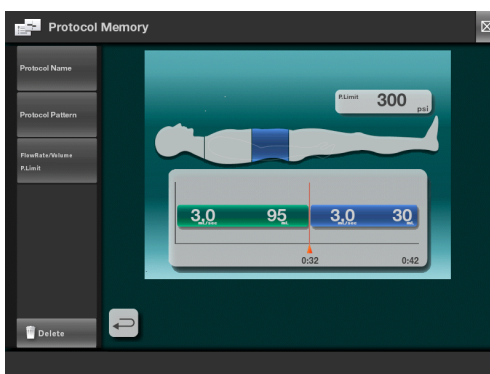 Protocol Memory
Protocol Name
Protocol Pattern
FlowRate/Volume
P.Limit
Delete
P.Limit 300 psi
3.0 mL/sec 95 mL 3.0 mL/sec 30 mL
0:32 0:42